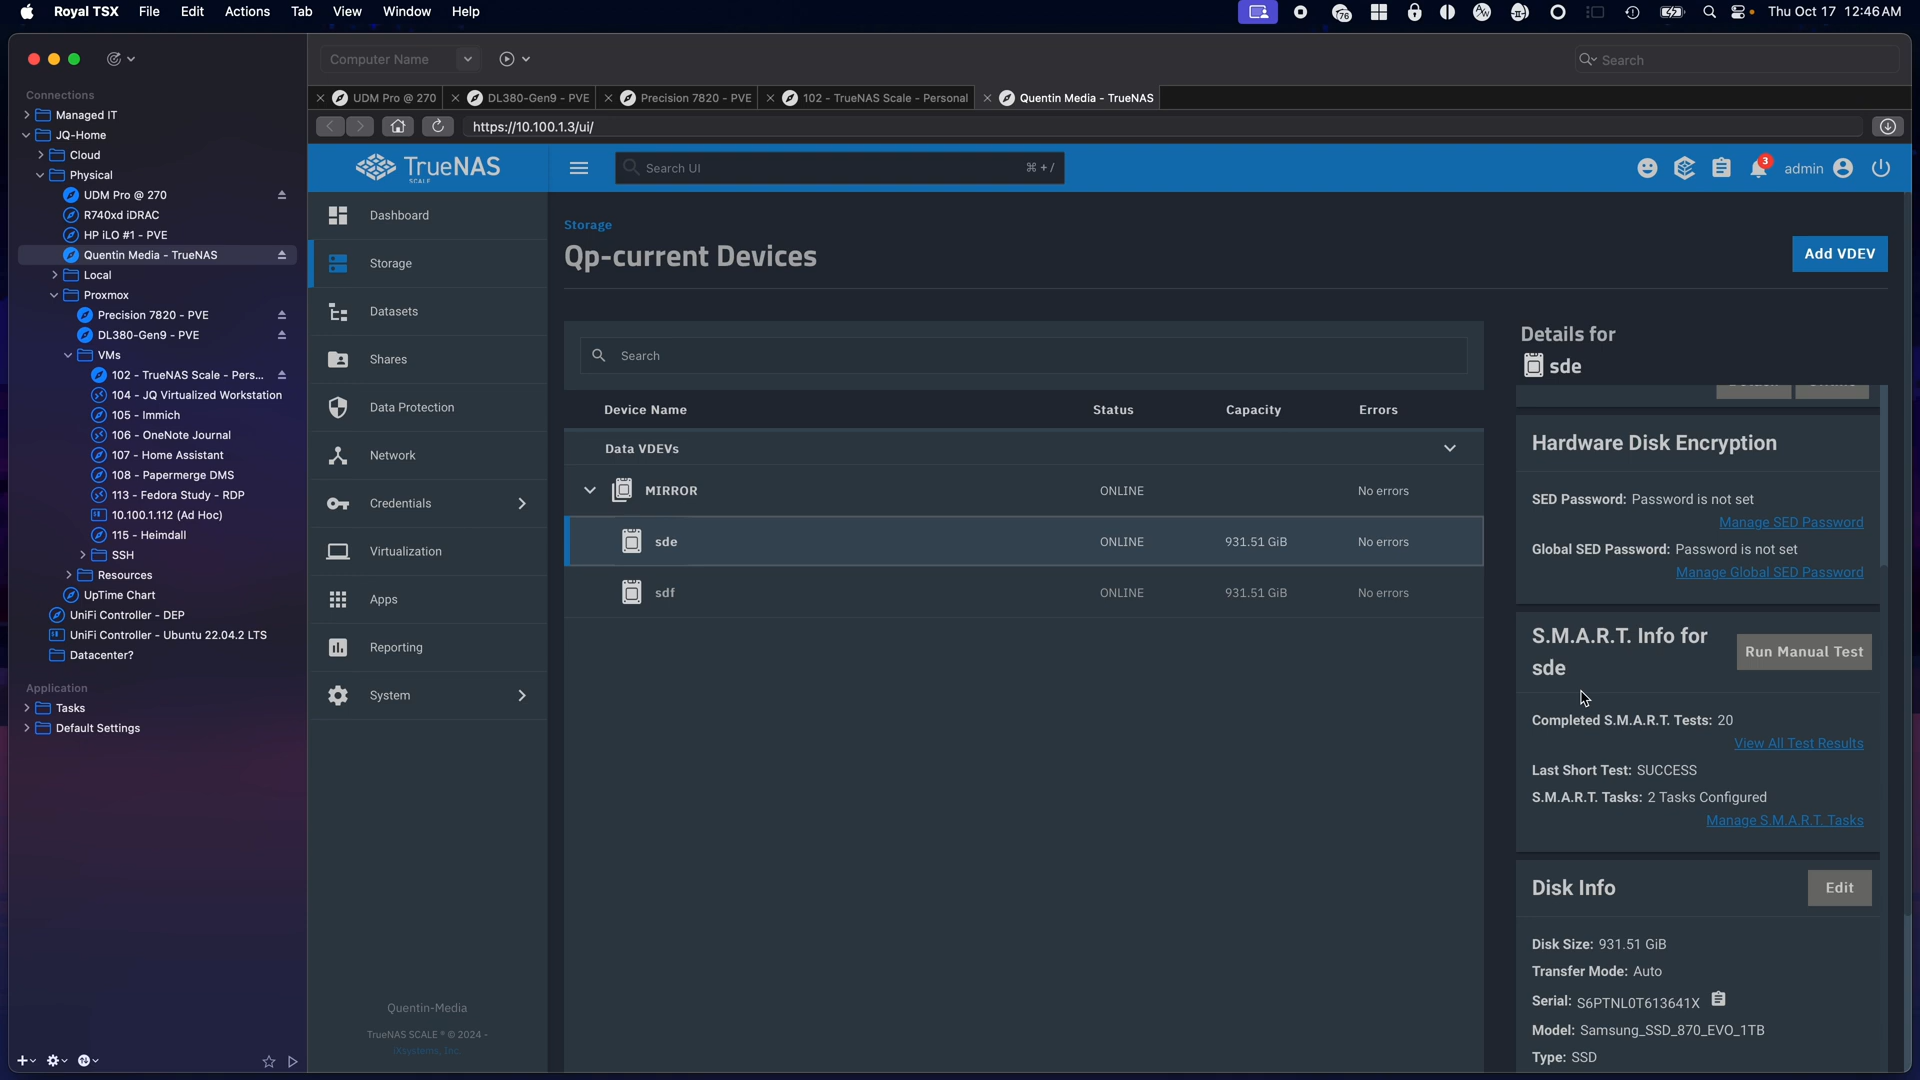 Royal TSX File Edit Actions Tab View Window Help
76
Thu Oct 17 12:46 AM
Computer Name
Search
UDM Pro @ 270
DL380-Gen9 - PVE
Precision 7820 - PVE
102 - TrueNAS Scale - Personal
Quentin Media - TrueNAS
https://10.100.1.3/ui/
Connections
Managed IT
JQ-Home
Cloud
Physical
UDM Pro @ 270
R740xd iDRAC
HP iLO #1 - PVE
Quentin Media - TrueNAS
Local
Proxmox
Precision 7820 - PVE
DL380-Gen9 - PVE
VMs
102 - TrueNAS Scale - Pers...
104 - JQ Virtualized Workstation
105 - Immich
106 - OneNote Journal
107 - Home Assistant
108 - Papermerge DMS
113 - Fedora Study - RDP
10.100.1.112 (Ad Hoc)
115 - Heimdall
SSH
Resources
UpTime Chart
UniFi Controller - DEP
UniFi Controller - Ubuntu 22.04.2 LTS
Datacenter?
Application
Tasks
Default Settings
TrueNAS
SCALE
Search UI
⌘ + /
3
admin
Dashboard
Storage
Datasets
Shares
Data Protection
Network
Credentials
Virtualization
Apps
Reporting
System
Quentin-Media
TrueNAS SCALE ® © 2024 -
iXsystems, Inc.
Storage
Qp-current Devices
Add VDEV
Search
Device Name Status Capacity Errors
Data VDEVs
MIRROR ONLINE No errors
sde ONLINE 931.51 GiB No errors
sdf ONLINE 931.51 GiB No errors
Details for
sde
Hardware Disk Encryption
SED Password: Password is not set
Manage SED Password
Global SED Password: Password is not set
Manage Global SED Password
S.M.A.R.T. Info for
sde
Run Manual Test
Completed S.M.A.R.T. Tests: 20
View All Test Results
Last Short Test: SUCCESS
S.M.A.R.T. Tasks: 2 Tasks Configured
Manage S.M.A.R.T. Tasks
Disk Info
Edit
Disk Size: 931.51 GiB
Transfer Mode: Auto
Serial: S6PTNL0T613641X
Model: Samsung_SSD_870_EVO_1TB
Type: SSD